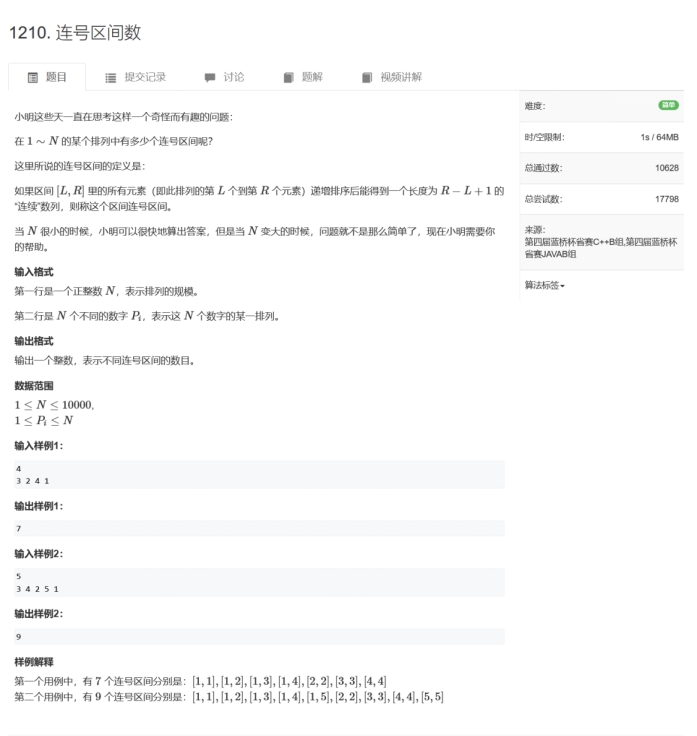 1210. 连号区间数
题目 提交记录 讨论 题解 视频讲解
小明这些天一直在思考这样一个奇怪而有趣的问题：
在 1 ∼ N 的某个排列中有多少个连号区间呢？
这里所说的连号区间的定义是：
如果区间 [L, R] 里的所有元素（即此排列的第 L 个到第 R 个元素）递增排序后能得到一个长度为 R − L + 1 的
“连续”数列，则称这个区间连号区间。
当 N 很小的时候，小明可以很快地算出答案，但是当 N 变大的时候，问题就不是那么简单了，现在小明需要你
的帮助。
输入格式
第一行是一个正整数 N，表示排列的规模。
第二行是 N 个不同的数字 Pi，表示这 N 个数字的某一排列。
输出格式
输出一个整数，表示不同连号区间的数目。
数据范围
1 ≤ N ≤ 10000,
1 ≤ Pi ≤ N
输入样例1：
4
3 2 4 1
输出样例1：
7
输入样例2：
5
3 4 2 5 1
输出样例2：
9
样例解释
第一个用例中，有 7 个连号区间分别是：[1, 1], [1, 2], [1, 3], [1, 4], [2, 2], [3, 3], [4, 4]
第二个用例中，有 9 个连号区间分别是：[1, 1], [1, 2], [1, 3], [1, 4], [1, 5], [2, 2], [3, 3], [4, 4], [5, 5]
难度： 简单
时/空限制： 1s / 64MB
总通过数： 10628
总尝试数： 17798
来源：
第四届蓝桥杯省赛C++B组,第四届蓝桥杯
省赛JAVAB组
算法标签